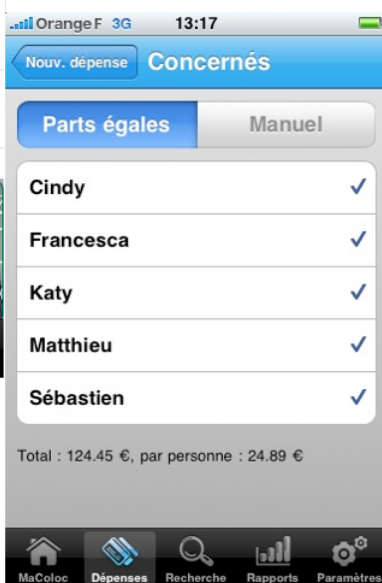 Orange F 3G 13:17
Nouv. dépense Concernés
Parts égales Manuel
Cindy
Francesca
Katy
Matthieu
Sébastien
Total : 124.45 €, par personne : 24.89 €
MaColoc Dépenses Recherche Rapports Paramètres